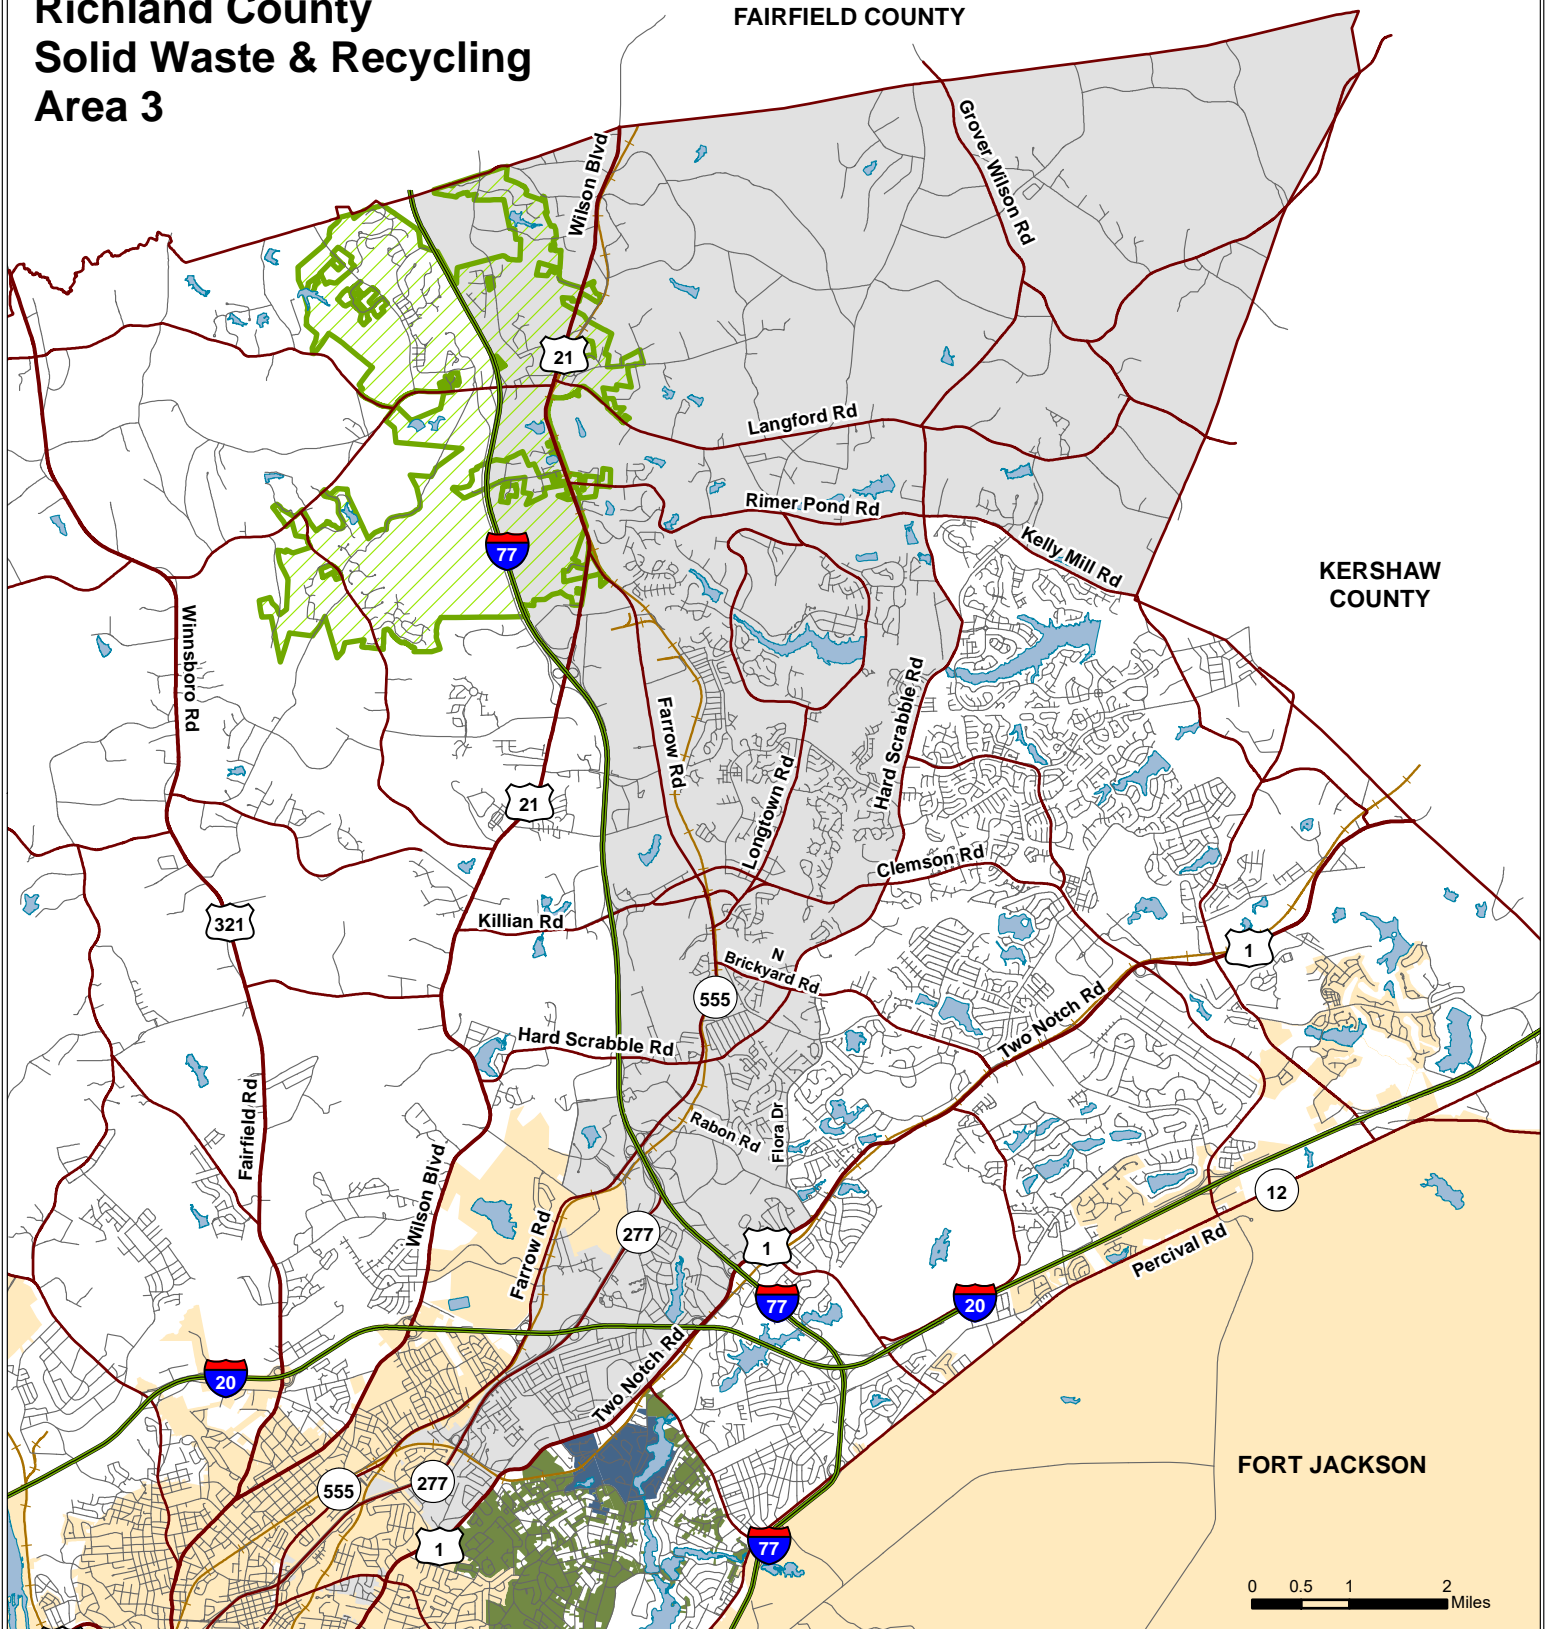 Richland County
Solid Waste & Recycling
Area 3
FAIRFIELD COUNTY
Wilson Blvd
Grover Wilson Rd
21
Langford Rd
Rimer Pond Rd
Kelly Mill Rd
77
KERSHAW
COUNTY
Winnsboro Rd
Farrow Rd
Hard Scrabble Rd
Longtown Rd
21
Clemson Rd
321
Killian Rd
1
N
Brickyard Rd
555
Two Notch Rd
Hard Scrabble Rd
Fairfield Rd
Rabon Rd
Flora Dr
Wilson Blvd
12
Farrow Rd
277
1
Percival Rd
77
20
20
Two Notch Rd
FORT JACKSON
555
277
1
77
0 0.5 1 2
Miles